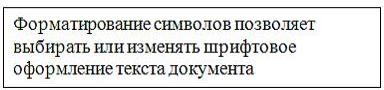 Форматирование символов позволяет
выбирать или изменять шрифтовое
оформление текста документа